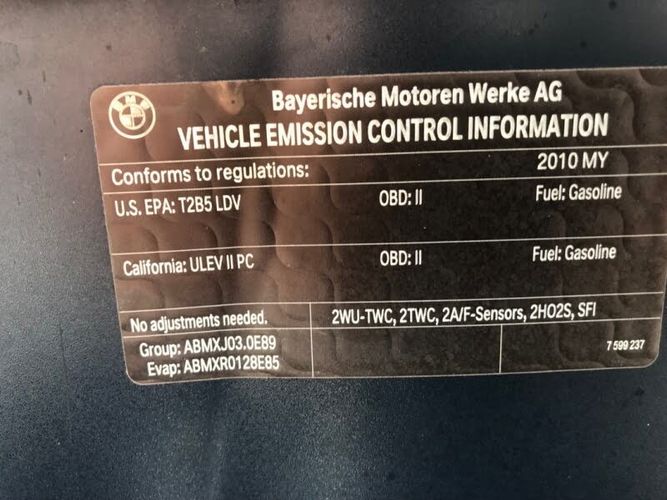 BMW
Bayerische Motoren Werke AG
VEHICLE EMISSION CONTROL INFORMATION
Conforms to regulations: 2010 MY
U.S. EPA: T2B5 LDV OBD: II Fuel: Gasoline
California: ULEV II PC OBD: II Fuel: Gasoline
No adjustments needed. 2WU-TWC, 2TWC, 2A/F-Sensors, 2HO2S, SFI
Group: ABMXJ03.0E89
Evap: ABMXR0128E85
7 599 237